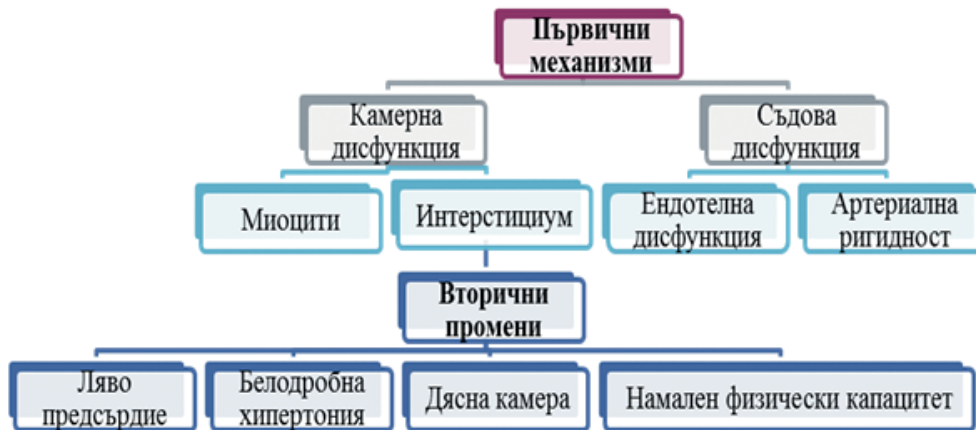 Първични
механизми
Камерна
дисфункция
Съдова
дисфункция
Миоцити
Интерстициум
Ендотелна
дисфункция
Артериална
ригидност
Вторични
промени
Ляво
предсърдие
Белодробна
хипертония
Дясна камера
Намален физически капацитет